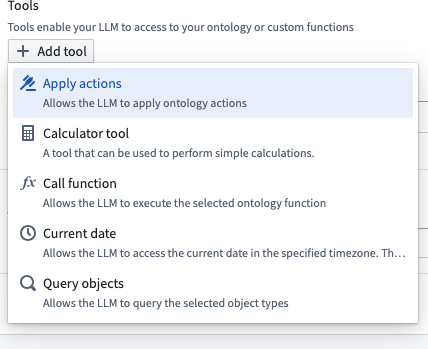 Tools
Tools enable your LLM to access to your ontology or custom functions
Add tool
Apply actions
Allows the LLM to apply ontology actions
Calculator tool
A tool that can be used to perform simple calculations.
fx Call function
Allows the LLM to execute the selected ontology function
Current date
Allows the LLM to access the current date in the specified timezone. Th...
Query objects
Allows the LLM to query the selected object types